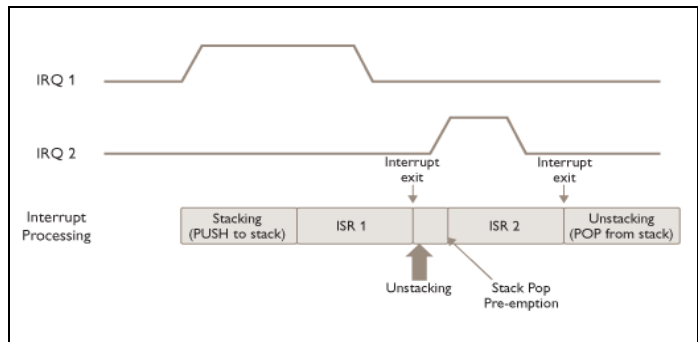 IRQ 1
IRQ 2
Interrupt
exit
Interrupt
exit
Interrupt
Processing
Stacking
(PUSH to stack)
ISR 1
ISR 2
Unstacking
(POP from stack)
Unstacking
Stack Pop
Pre-emption